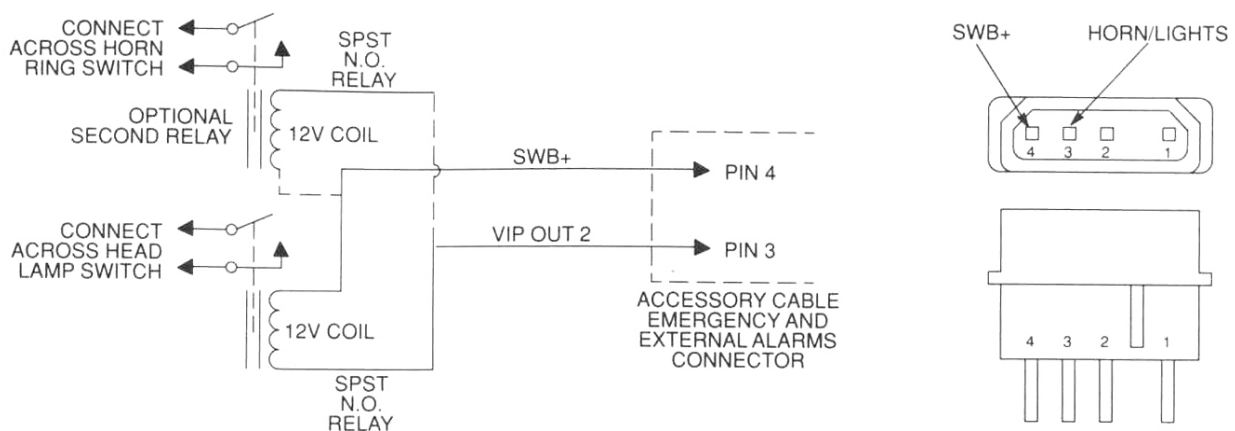 CONNECT
ACROSS HORN
RING SWITCH
SPST
N.O.
RELAY
OPTIONAL
SECOND RELAY
12V COIL
SWB+
PIN 4
CONNECT
ACROSS HEAD
LAMP SWITCH
VIP OUT 2
PIN 3
12V COIL
ACCESSORY CABLE
EMERGENCY AND
EXTERNAL ALARMS
CONNECTOR
SPST
N.O.
RELAY
SWB+
HORN/LIGHTS
4 3 2 1
4 3 2 1